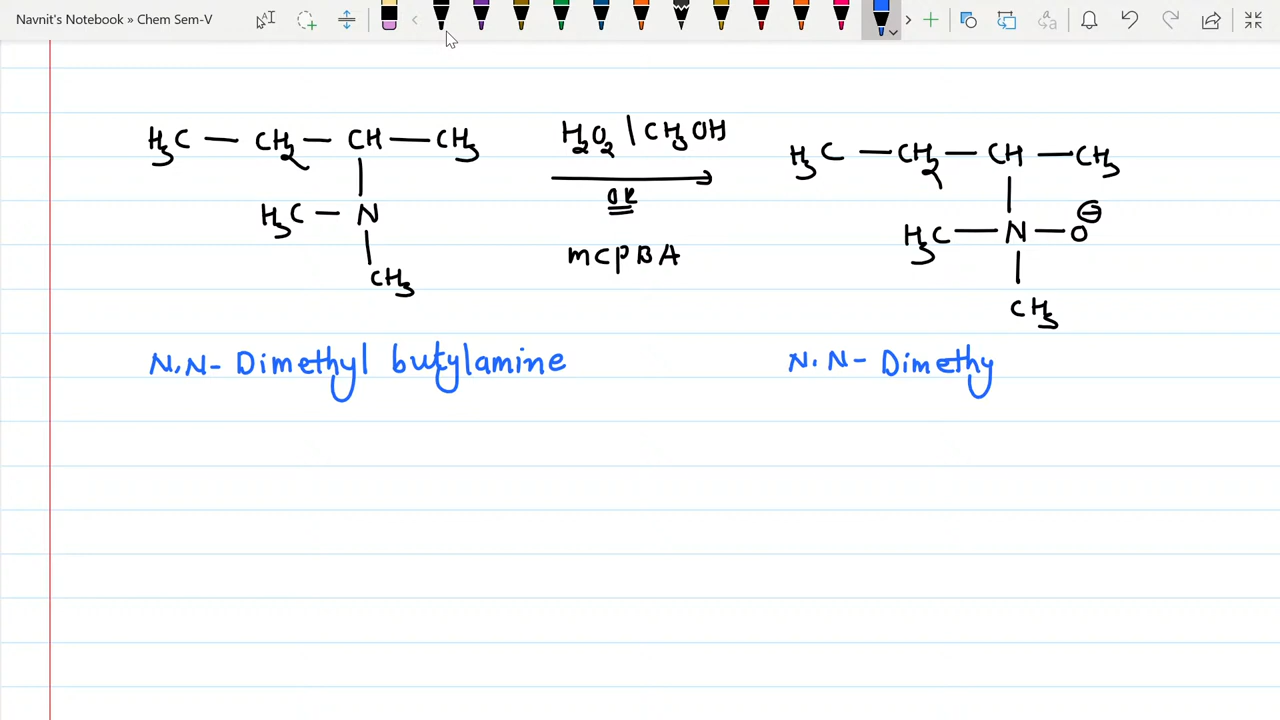 Navnit's Notebook » Chem Sem-V
H₃C — CH₂ — CH — CH₃
H₃C — N
CH₃
H₂O₂ | CH₃OH
OR
mCpBA
H₃C — CH₂ — CH — CH₃
H₃C — N — O⊖
CH₃
N,N- Dimethyl butylamine
N.N- Dimethy